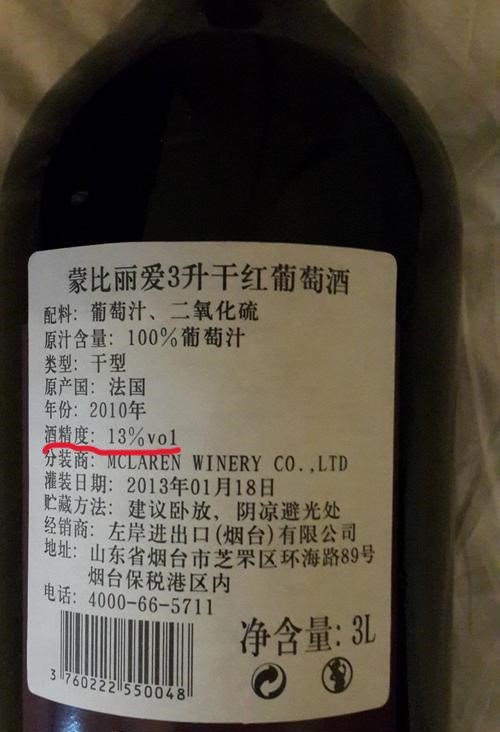 蒙比丽爱3升干红葡萄酒
配料: 葡萄汁、二氧化硫
原汁含量: 100%葡萄汁
类型: 干型
原产国: 法国
年份: 2010年
酒精度: 13%vol
分装商: MCLAREN WINERY CO.,LTD
灌装日期: 2013年01月18日
贮藏方法: 建议卧放, 阴凉避光处
经销商: 左岸进出口(烟台)有限公司
地址: 山东省烟台市芝罘区环海路89号
烟台保税港区内
电话: 4000-66-5711
净含量: 3L
3 760222 550048